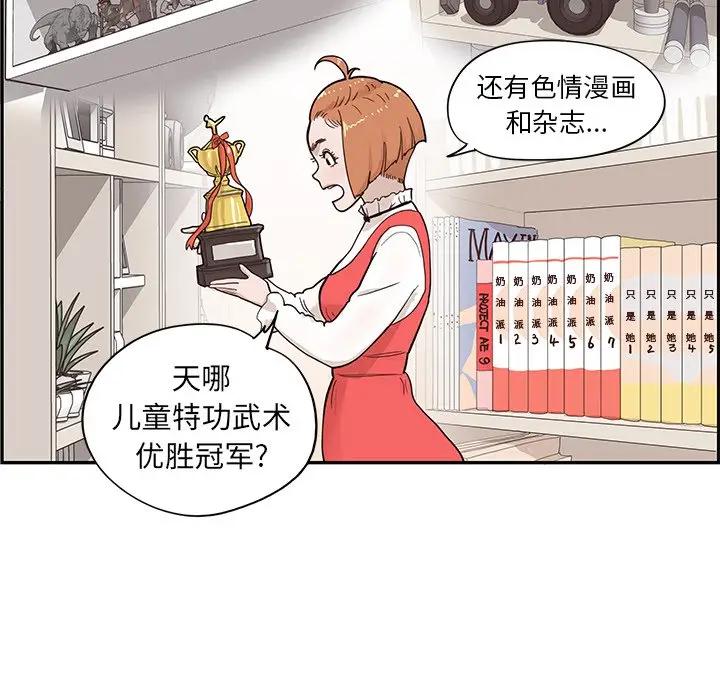 还有色情漫画
和杂志...
MAXIM
PROJECT AE 9
奶油派1
奶油派2
奶油派3
奶油派4
奶油派5
奶油派6
奶油派7
只是她1
只是她2
只是她3
只是她4
只是她5
天哪
儿童特功武术
优胜冠军?